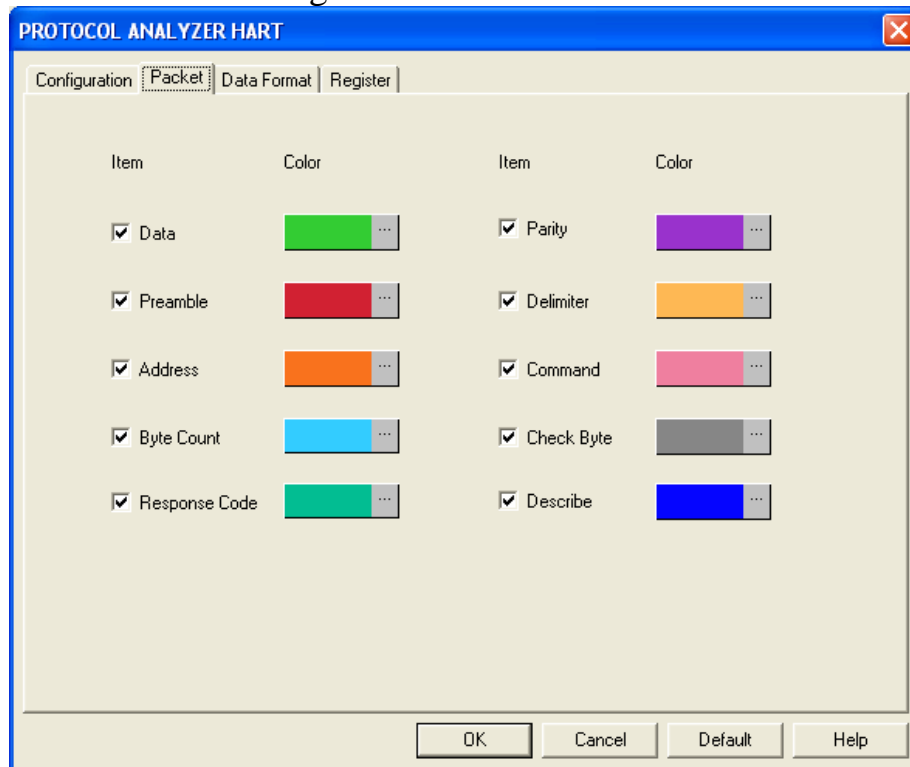 PROTOCOL ANALYZER HART
Configuration Packet Data Format Register
Item Color Item Color
Data ... Parity ...
Preamble ... Delimiter ...
Address ... Command ...
Byte Count ... Check Byte ...
Response Code ... Describe ...
OK Cancel Default Help